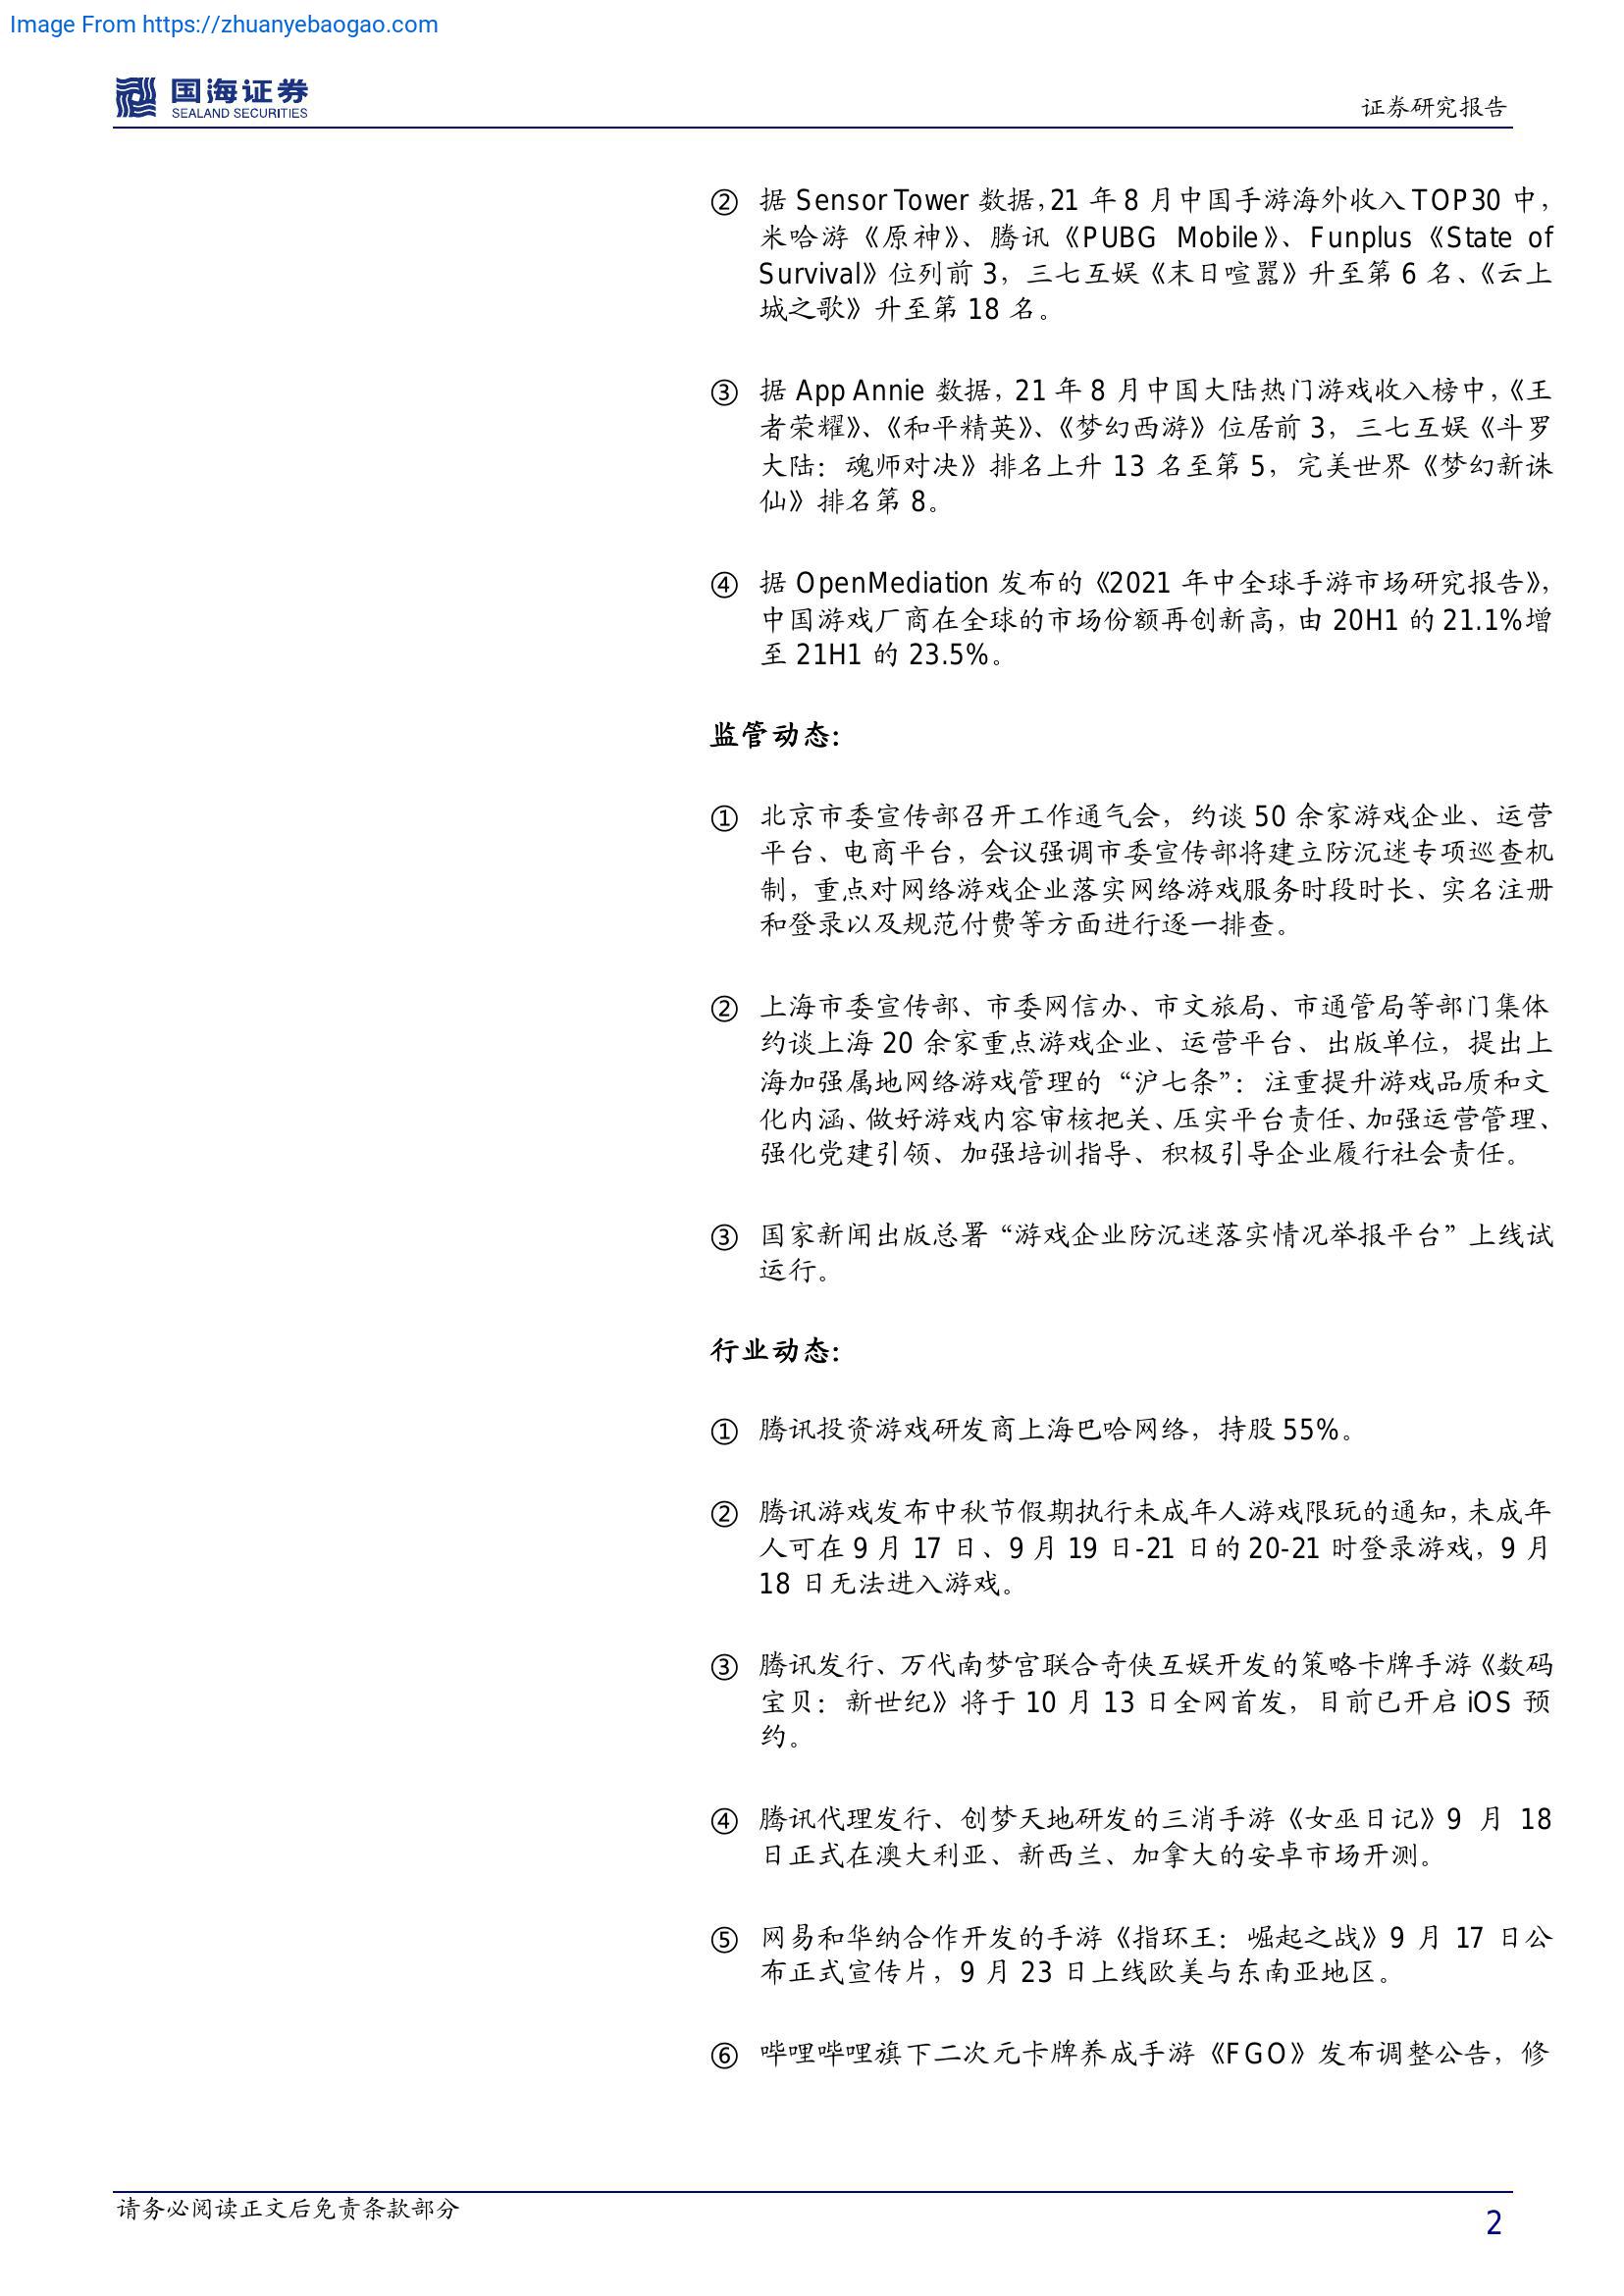 Image From https://zhuanyebaogao.com
国海证券
SEALAND SECURITIES
证券研究报告
② 据 Sensor Tower 数据，21 年 8 月中国手游海外收入 TOP30 中，
米哈游《原神》、腾讯《PUBG Mobile》、Funplus《State of
Survival》位列前 3，三七互娱《末日喧嚣》升至第 6 名、《云上
城之歌》升至第 18 名。
③ 据 App Annie 数据，21 年 8 月中国大陆热门游戏收入榜中，《王
者荣耀》、《和平精英》、《梦幻西游》位居前 3，三七互娱《斗罗
大陆：魂师对决》排名上升 13 名至第 5，完美世界《梦幻新诛
仙》排名第 8。
④ 据 OpenMediation 发布的《2021 年中全球手游市场研究报告》，
中国游戏厂商在全球的市场份额再创新高，由 20H1 的 21.1%增
至 21H1 的 23.5%。
监管动态：
① 北京市委宣传部召开工作通气会，约谈 50 余家游戏企业、运营
平台、电商平台，会议强调市委宣传部将建立防沉迷专项巡查机
制，重点对网络游戏企业落实网络游戏服务时段时长、实名注册
和登录以及规范付费等方面进行逐一排查。
② 上海市委宣传部、市委网信办、市文旅局、市通管局等部门集体
约谈上海 20 余家重点游戏企业、运营平台、出版单位，提出上
海加强属地网络游戏管理的“沪七条”：注重提升游戏品质和文
化内涵、做好游戏内容审核把关、压实平台责任、加强运营管理、
强化党建引领、加强培训指导、积极引导企业履行社会责任。
③ 国家新闻出版总署“游戏企业防沉迷落实情况举报平台”上线试
运行。
行业动态：
① 腾讯投资游戏研发商上海巴哈网络，持股 55%。
② 腾讯游戏发布中秋节假期执行未成年人游戏限玩的通知，未成年
人可在 9 月 17 日、9 月 19 日-21 日的 20-21 时登录游戏，9 月
18 日无法进入游戏。
③ 腾讯发行、万代南梦宫联合奇侠互娱开发的策略卡牌手游《数码
宝贝：新世纪》将于 10 月 13 日全网首发，目前已开启 iOS 预
约。
④ 腾讯代理发行、创梦天地研发的三消手游《女巫日记》9 月 18
日正式在澳大利亚、新西兰、加拿大的安卓市场开测。
⑤ 网易和华纳合作开发的手游《指环王：崛起之战》9 月 17 日公
布正式宣传片，9 月 23 日上线欧美与东南亚地区。
⑥ 哔哩哔哩旗下二次元卡牌养成手游《FGO》发布调整公告，修
请务必阅读正文后免责条款部分
2